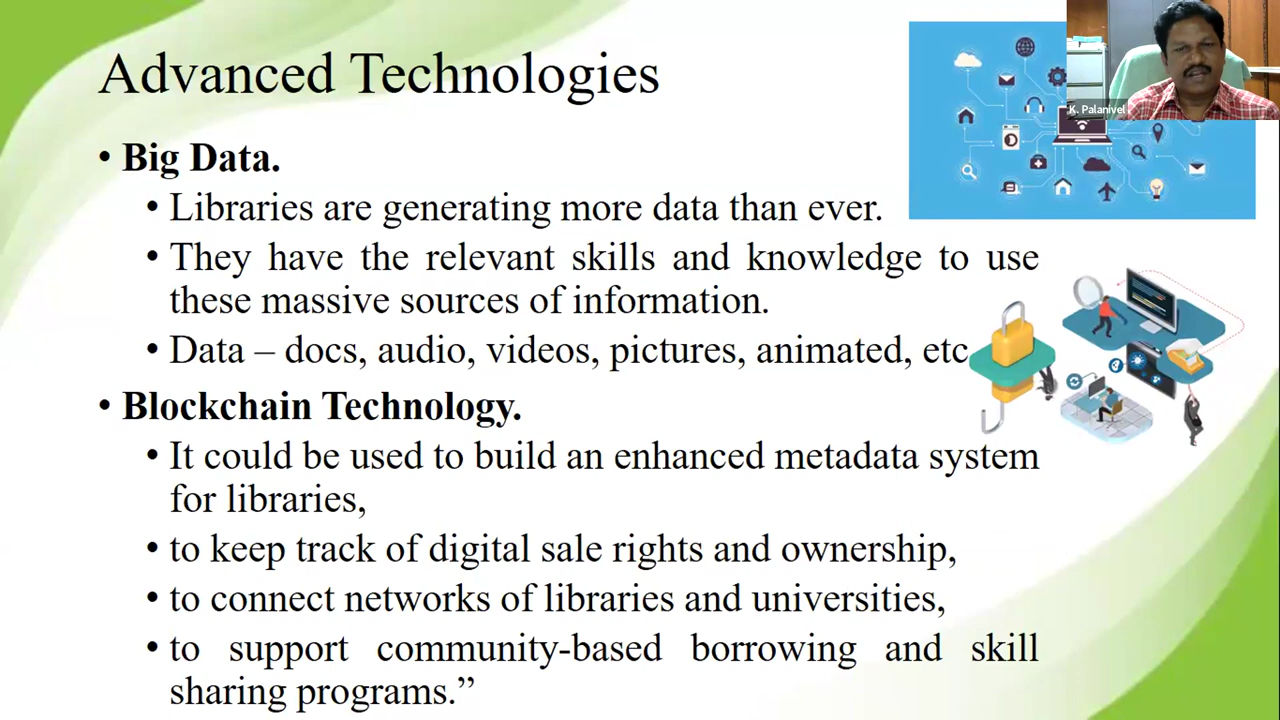 Advanced Technologies
K. Palanivel
• Big Data.
• Libraries are generating more data than ever.
• They have the relevant skills and knowledge to use
these massive sources of information.
• Data – docs, audio, videos, pictures, animated, etc
• Blockchain Technology.
• It could be used to build an enhanced metadata system
for libraries,
• to keep track of digital sale rights and ownership,
• to connect networks of libraries and universities,
• to support community-based borrowing and skill
sharing programs.”